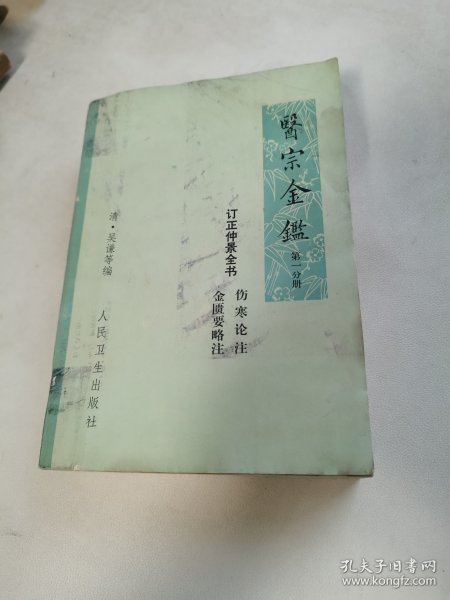 醫宗金鑑
第一分册
订正仲景全书
伤寒论注
金匮要略注
清·吴谦等编
人民卫生出版社
孔夫子旧书网
www.kongfz.com